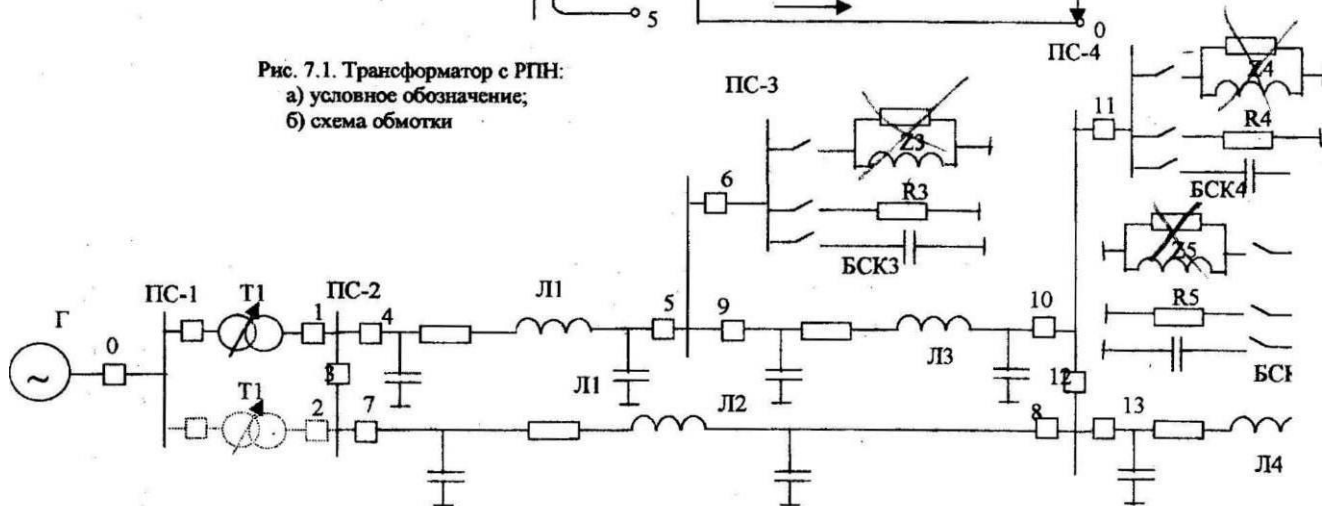 5
0
Рис. 7.1. Трансформатор с РПН:
а) условное обозначение;
б) схема обмотки
ПС-4
Z4
11
R4
БСК4
ПС-3
Z3
6
R3
БСК3
Z5
R5
БСК
ПС-1
Т1
ПС-2
Л1
Г
0
1
4
5
9
10
~
3
Л1
Л3
12
Т1
2
7
Л2
8
13
Л4